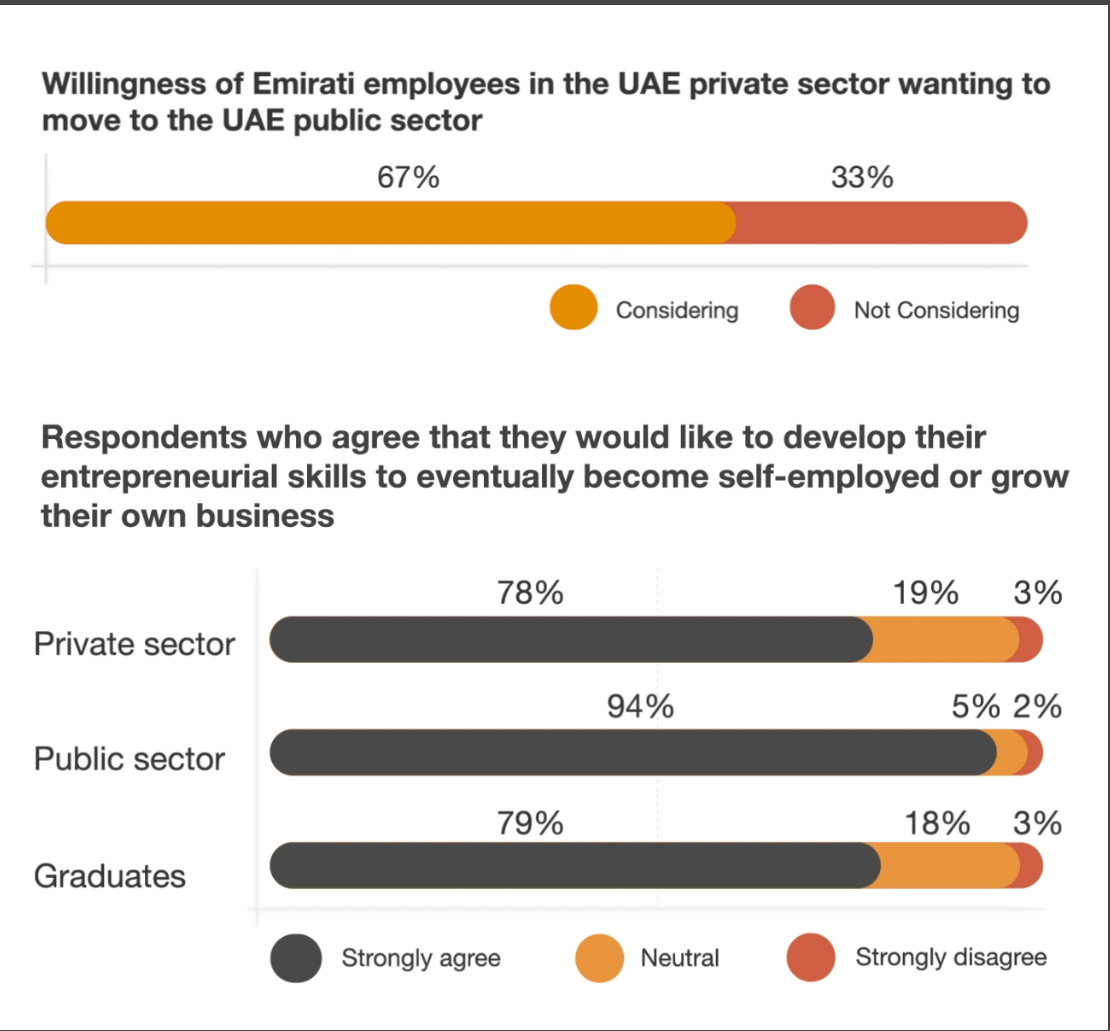 Willingness of Emirati employees in the UAE private sector wanting to
move to the UAE public sector
67% 33%
Considering Not Considering
Respondents who agree that they would like to develop their
entrepreneurial skills to eventually become self-employed or grow
their own business
78% 19% 3%
Private sector
94% 5% 2%
Public sector
79% 18% 3%
Graduates
Strongly agree Neutral Strongly disagree